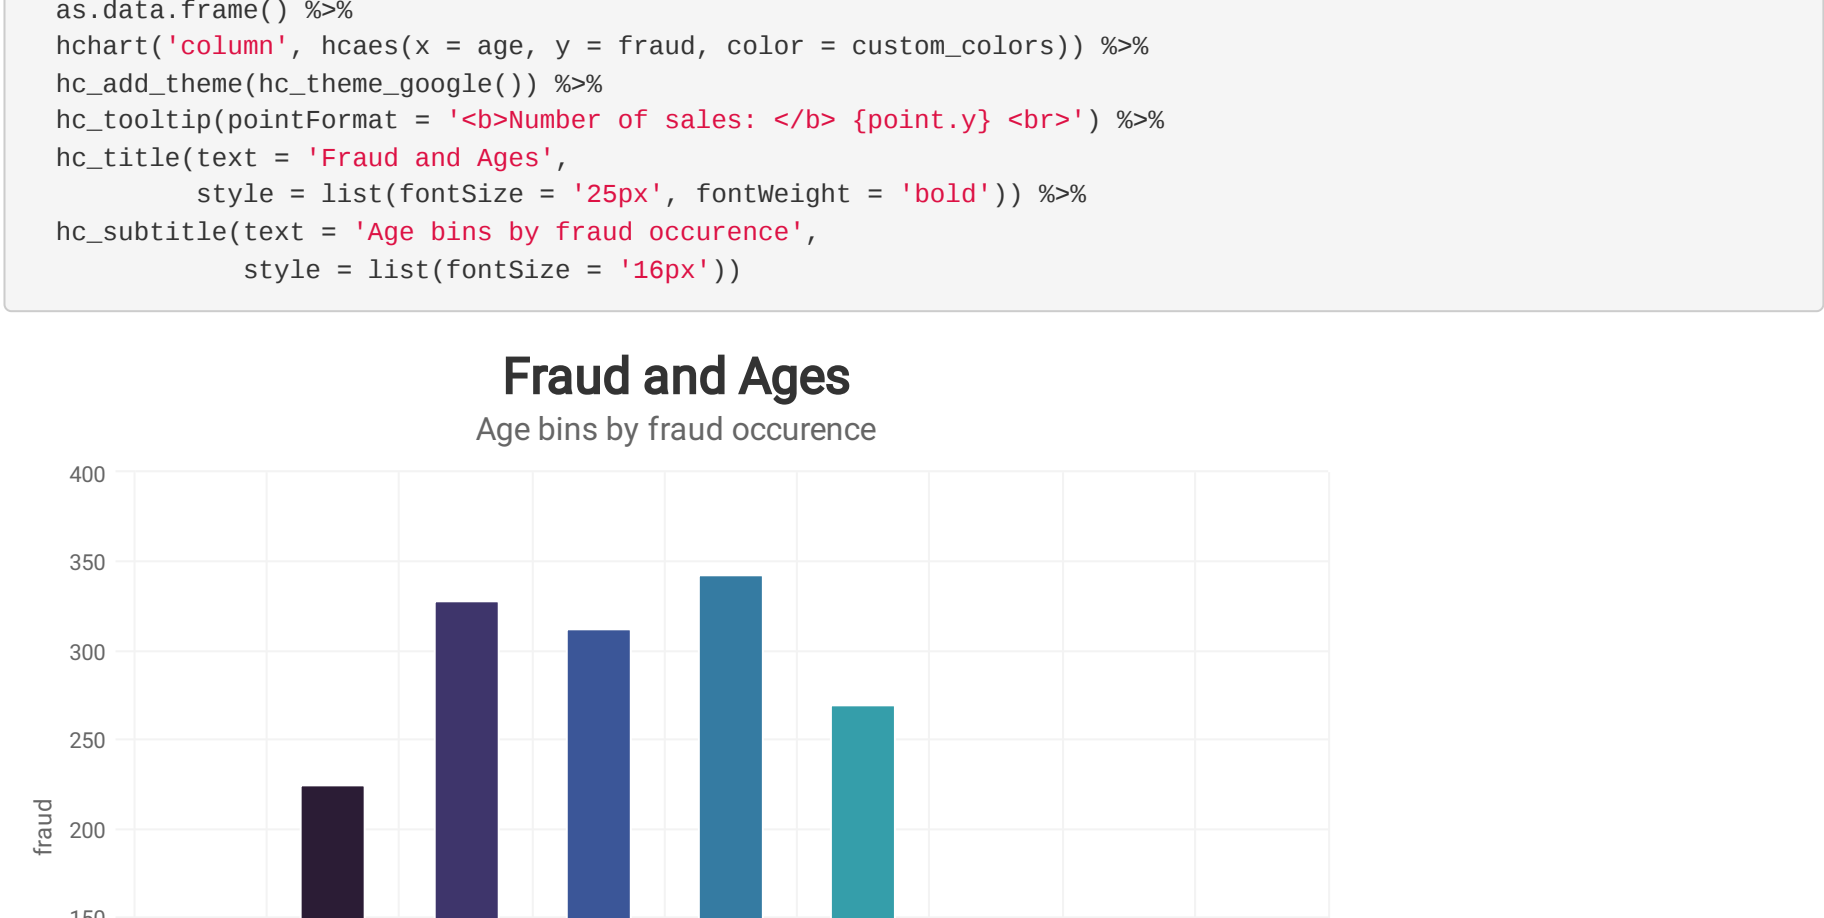 as.data.frame() %>%
hchart('column', hcaes(x = age, y = fraud, color = custom_colors)) %>%
hc_add_theme(hc_theme_google()) %>%
hc_tooltip(pointFormat = '<b>Number of sales: </b> {point.y} <br>') %>%
hc_title(text = 'Fraud and Ages',
style = list(fontSize = '25px', fontWeight = 'bold')) %>%
hc_subtitle(text = 'Age bins by fraud occurence',
style = list(fontSize = '16px'))
Fraud and Ages
Age bins by fraud occurence
400
350
300
250
200
150
fraud